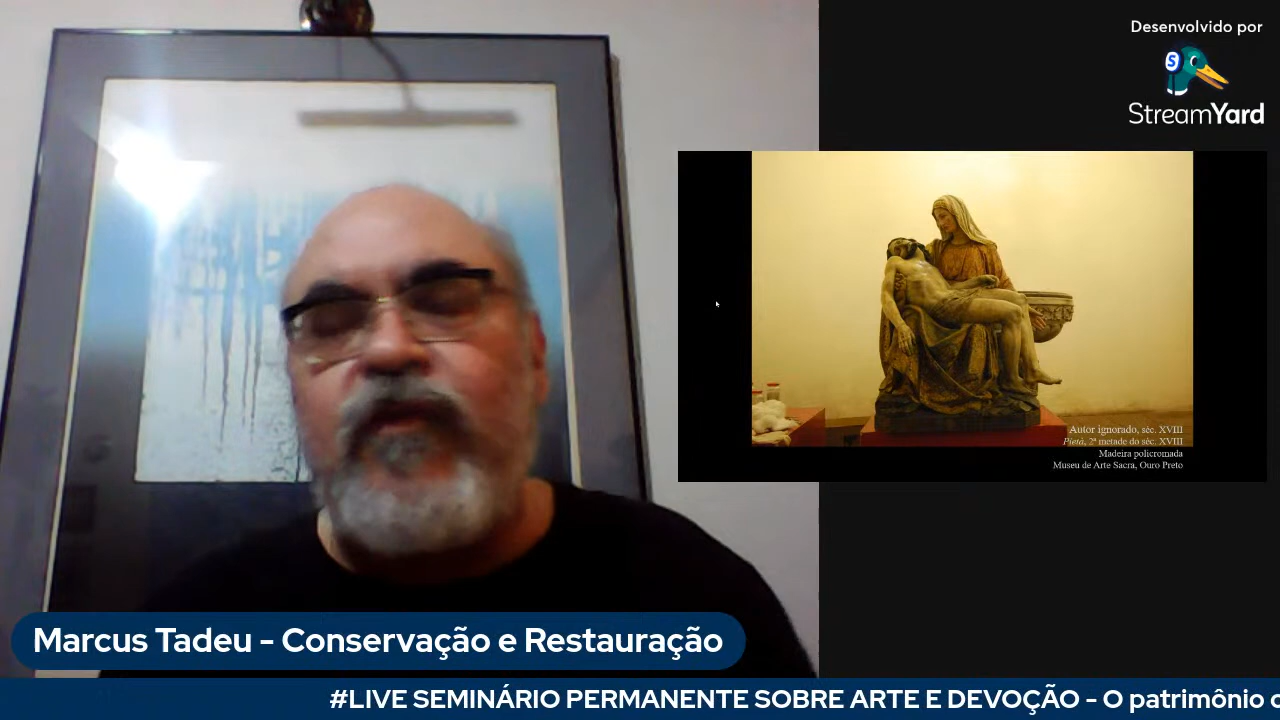 Desenvolvido por
StreamYard
Autor ignorado, séc. XVIII
Pietà, 2ª metade do séc. XVIII
Madeira policromada
Museu de Arte Sacra, Ouro Preto
Marcus Tadeu - Conservação e Restauração
#LIVE SEMINÁRIO PERMANENTE SOBRE ARTE E DEVOÇÃO - O patrimônio